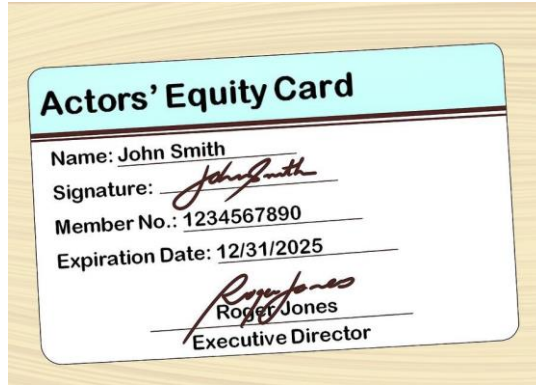 Actors' Equity Card
Name: John Smith
Signature: John Smith
Member No.: 1234567890
Expiration Date: 12/31/2025
Roger Jones
Roger Jones
Executive Director